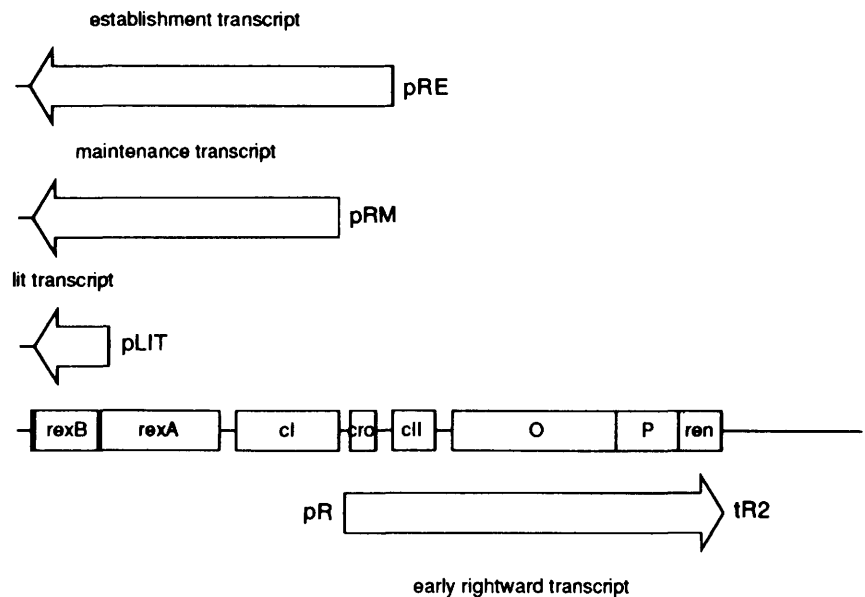 establishment transcript
pRE
maintenance transcript
pRM
lit transcript
pLIT
rexB rexA cI cro cII O P ren
pR tR2
early rightward transcript